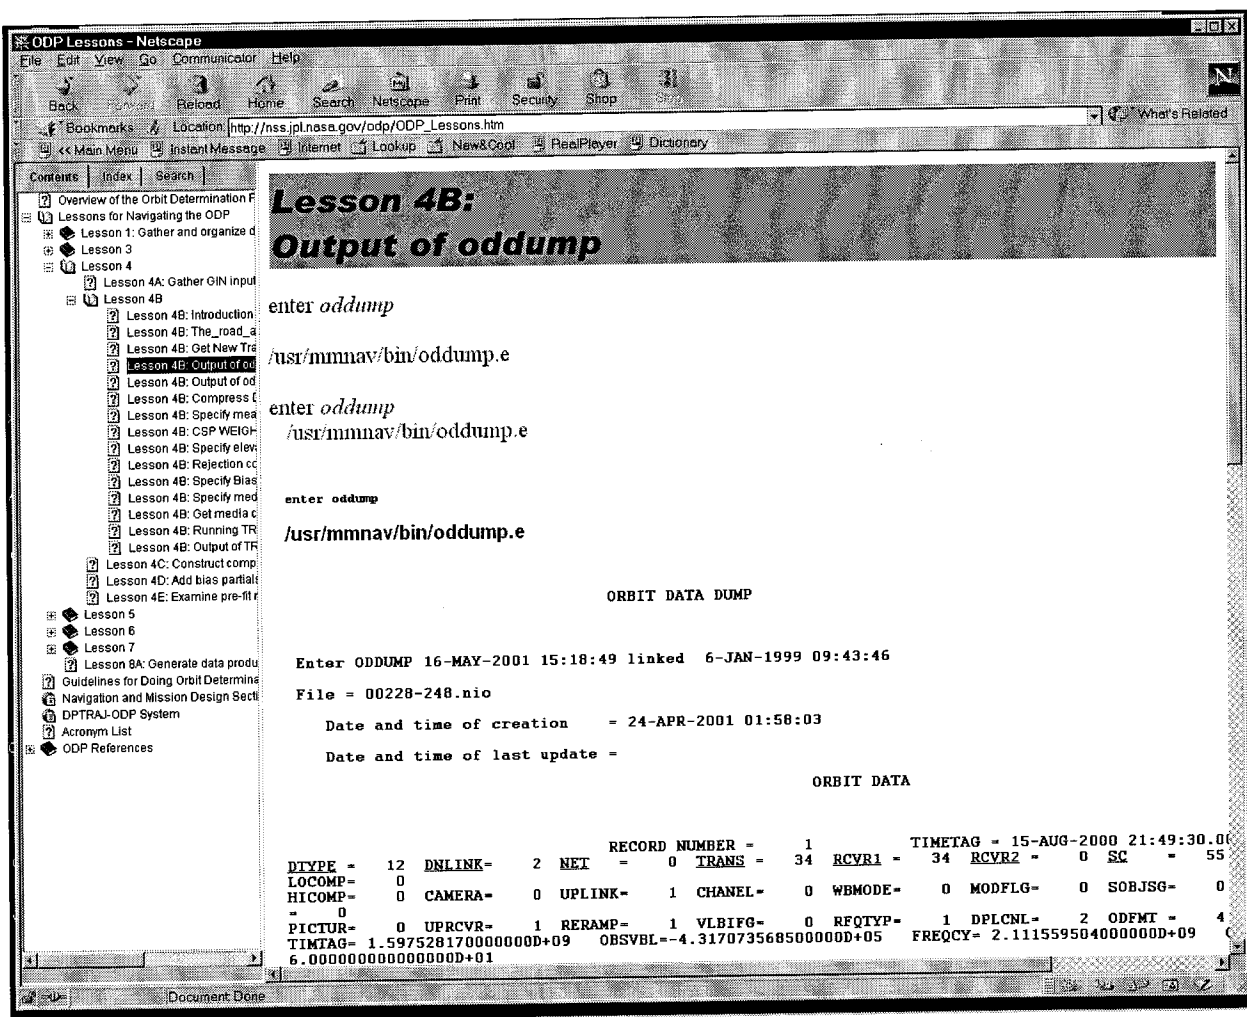 ODP Lessons - Netscape
File Edit View Go Communicator Help
Back Forward Reload Home Search Netscape Print Security Shop Stop
Bookmarks Location: http://nss.jpl.nasa.gov/odp/ODP_Lessons.htm What's Related
<< Main Menu Instant Message Internet Lookup New&Cool RealPlayer Dictionary
Contents Index Search
Overview of the Orbit Determination P
Lessons for Navigating the ODP
Lesson 1: Gather and organize d
Lesson 3
Lesson 4
Lesson 4A: Gather GIN input
Lesson 4B
Lesson 4B: Introduction
Lesson 4B: The_road_a
Lesson 4B: Get New Tra
Lesson 4B: Output of od
Lesson 4B: Output of od
Lesson 4B: Compress D
Lesson 4B: Specify mea
Lesson 4B: CSP WEIGH
Lesson 4B: Specify elev
Lesson 4B: Rejection cc
Lesson 4B: Specify Bias
Lesson 4B: Specify med
Lesson 4B: Get media c
Lesson 4B: Running TR
Lesson 4B: Output of TR
Lesson 4C: Construct comp
Lesson 4D: Add bias partials
Lesson 4E: Examine pre-fit r
Lesson 5
Lesson 6
Lesson 7
Lesson 8A: Generate data produ
Guidelines for Doing Orbit Determina
Navigation and Mission Design Secti
DPTRAJ-ODP System
Acronym List
ODP References
Lesson 4B:
Output of oddump
enter oddump
/usr/mmnav/bin/oddump.e
enter oddump
/usr/mmnav/bin/oddump.e
enter oddump
/usr/mmnav/bin/oddump.e
ORBIT DATA DUMP
Enter ODDUMP 16-MAY-2001 15:18:49 linked 6-JAN-1999 09:43:46
File = 00228-248.nio
Date and time of creation = 24-APR-2001 01:58:03
Date and time of last update =
ORBIT DATA
RECORD NUMBER = 1 TIMETAG = 15-AUG-2000 21:49:30.00
DTYPE = 12 DNLINK= 2 NET = 0 TRANS = 34 RCVR1 = 34 RCVR2 = 0 SC = 55
LOCOMP= 0
HICOMP= 0 CAMERA= 0 UPLINK= 1 CHANEL= 0 WBMODE= 0 MODFLG= 0 SOBJSG= 0
= 0
PICTUR= 0 UPRCVR= 1 RERAMP= 1 VLBIFG= 0 RFQTYP= 1 DPLCNL= 2 ODFMT = 4
TIMTAG= 1.597528170000000D+09 OBSVBL=-4.317073568500000D+05 FREQCY= 2.111559504000000D+09
6.000000000000000D+01
Document Done